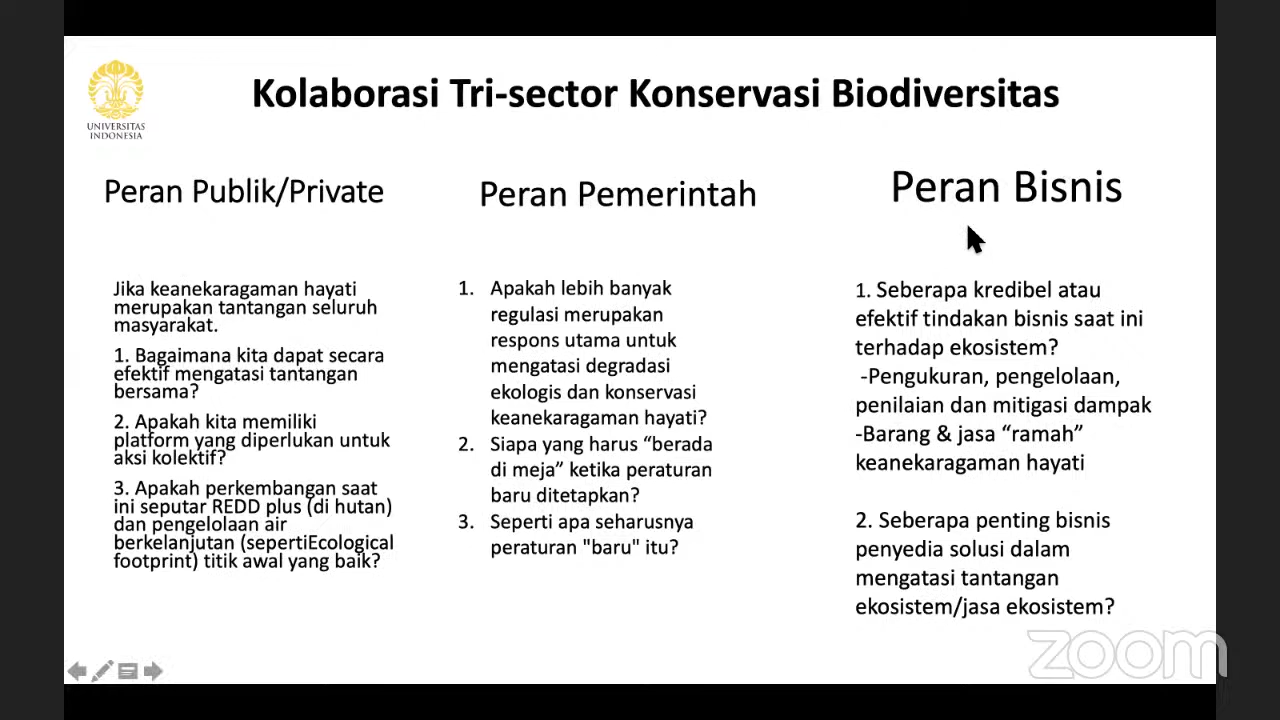 UNIVERSITAS
INDONESIA
Kolaborasi Tri-sector Konservasi Biodiversitas
Peran Publik/Private
Jika keanekaragaman hayati
merupakan tantangan seluruh
masyarakat.
1. Bagaimana kita dapat secara
efektif mengatasi tantangan
bersama?
2. Apakah kita memiliki
platform yang diperlukan untuk
aksi kolektif?
3. Apakah perkembangan saat
ini seputar REDD plus (di hutan)
dan pengelolaan air
berkelanjutan (sepertiEcological
footprint) titik awal yang baik?
Peran Pemerintah
1. Apakah lebih banyak
regulasi merupakan
respons utama untuk
mengatasi degradasi
ekologis dan konservasi
keanekaragaman hayati?
2. Siapa yang harus “berada
di meja” ketika peraturan
baru ditetapkan?
3. Seperti apa seharusnya
peraturan "baru" itu?
Peran Bisnis
1. Seberapa kredibel atau
efektif tindakan bisnis saat ini
terhadap ekosistem?
-Pengukuran, pengelolaan,
penilaian dan mitigasi dampak
-Barang & jasa “ramah”
keanekaragaman hayati
2. Seberapa penting bisnis
penyedia solusi dalam
mengatasi tantangan
ekosistem/jasa ekosistem?
zoom